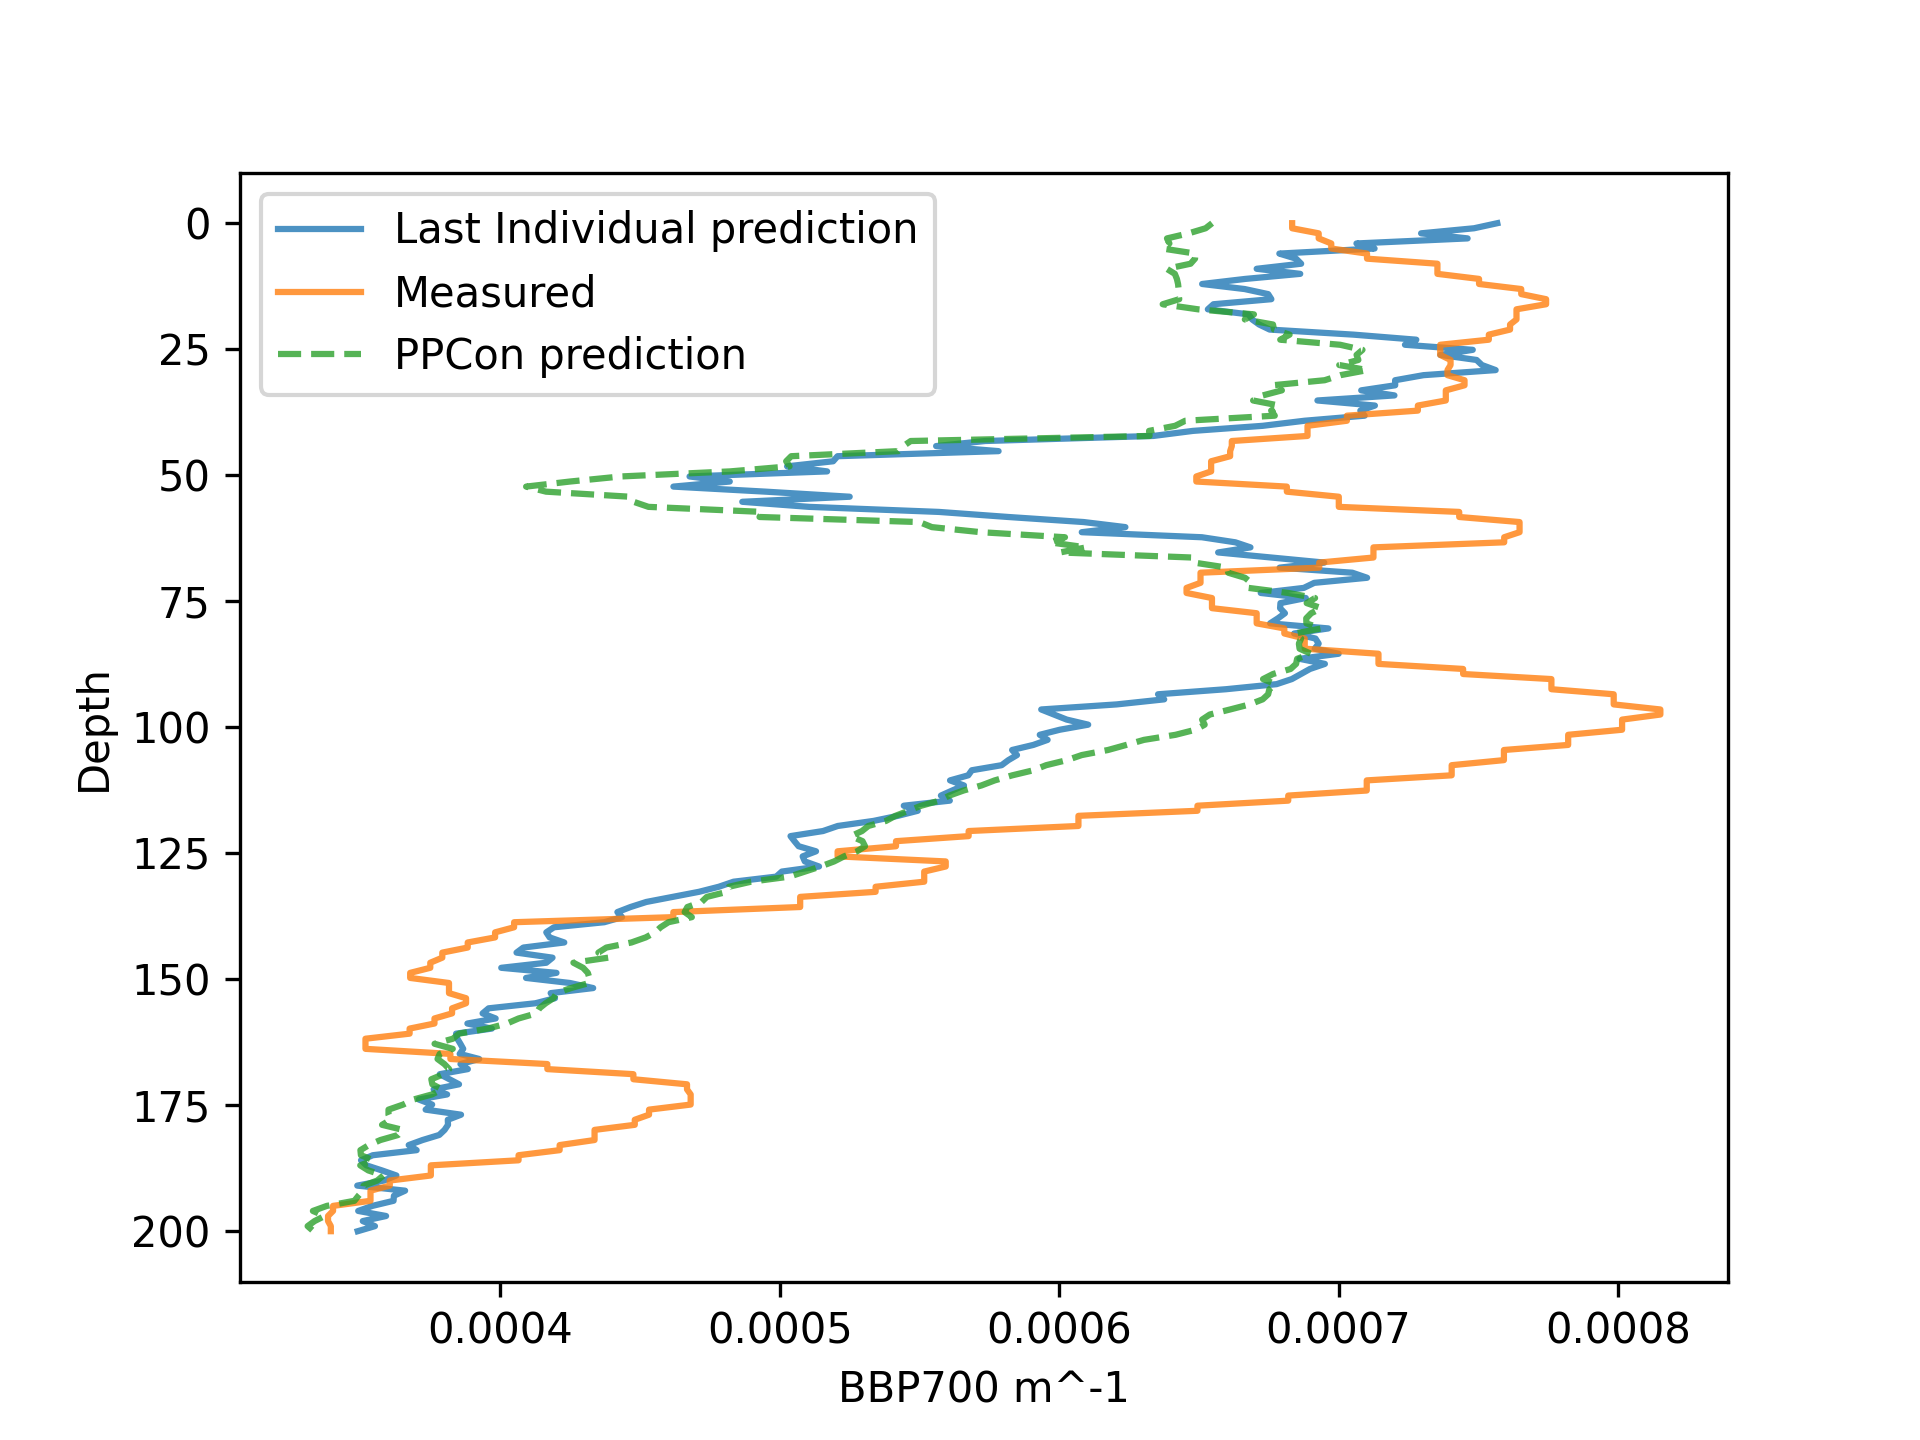 Last Individual prediction
Measured
PPCon prediction
0
25
50
75
100
125
150
175
200
Depth
0.0004 0.0005 0.0006 0.0007 0.0008
BBP700 m^-1